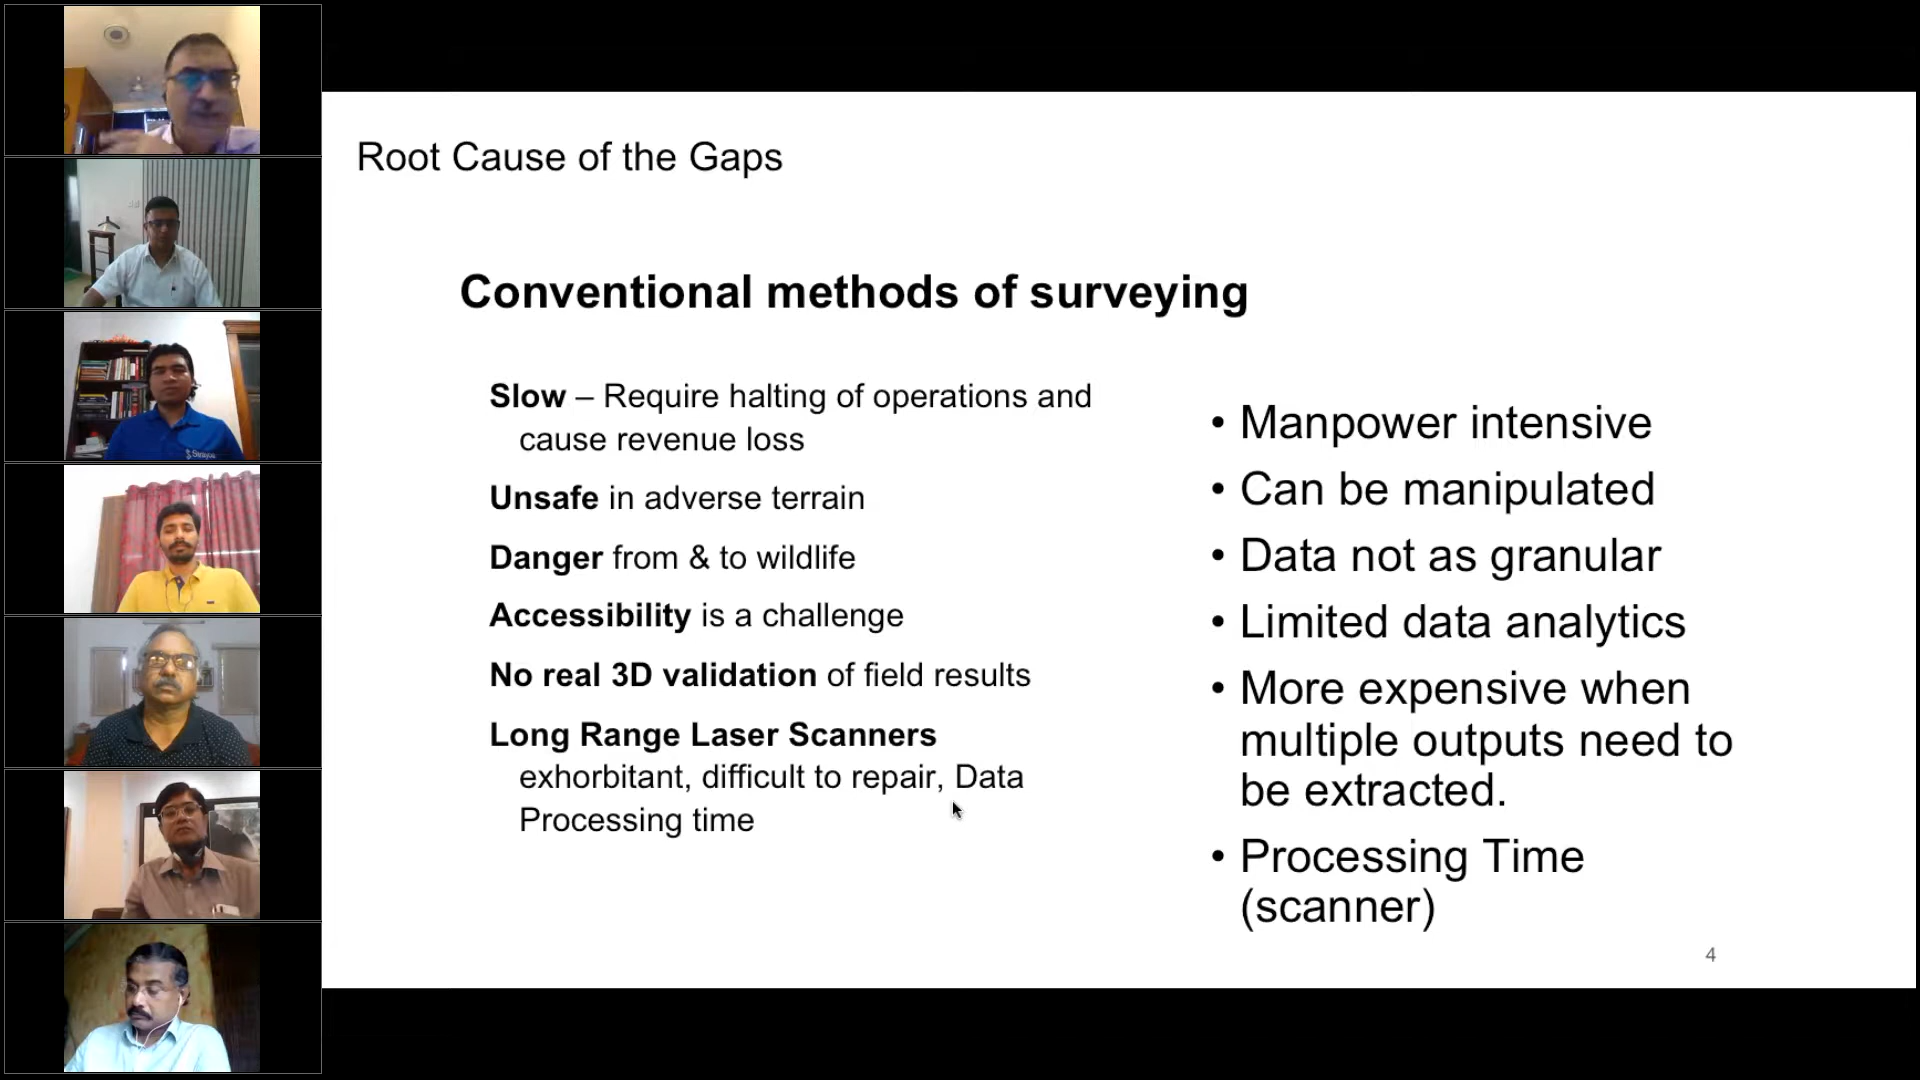 Root Cause of the Gaps
Conventional methods of surveying
Slow – Require halting of operations and
cause revenue loss
Unsafe in adverse terrain
Danger from & to wildlife
Accessibility is a challenge
No real 3D validation of field results
Long Range Laser Scanners
exhorbitant, difficult to repair, Data
Processing time
• Manpower intensive
• Can be manipulated
• Data not as granular
• Limited data analytics
• More expensive when
multiple outputs need to
be extracted.
• Processing Time
(scanner)
4